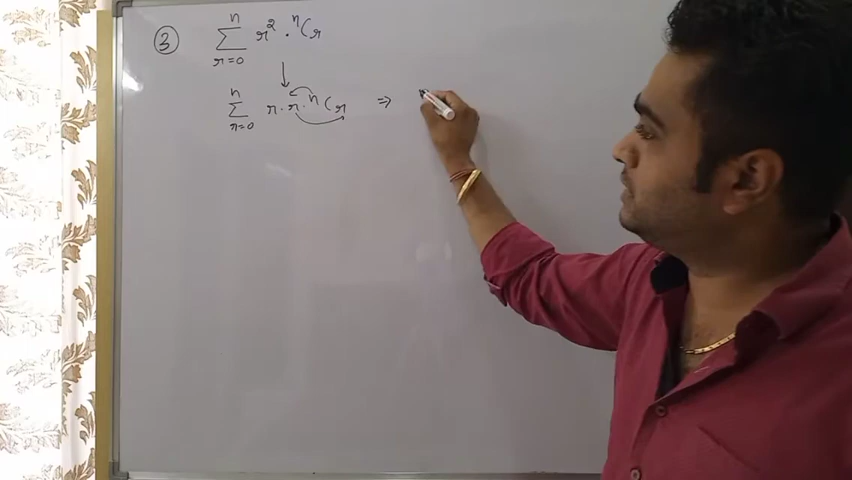 ③ n∑r=0 r² · ⁿCr
↓
n∑r=0 r · r · ⁿCr ⇒